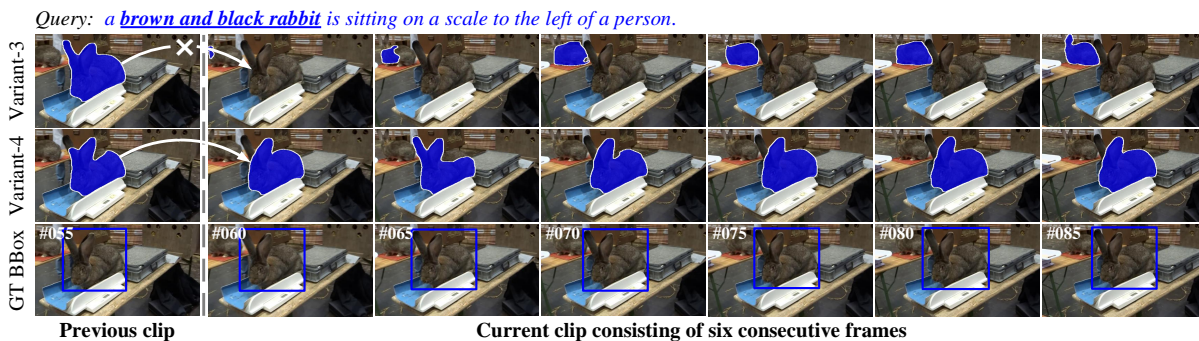 Query: a brown and black rabbit is sitting on a scale to the left of a person.
Variant-3
Variant-4
GT BBox
#055 #060 #065 #070 #075 #080 #085
Previous clip Current clip consisting of six consecutive frames